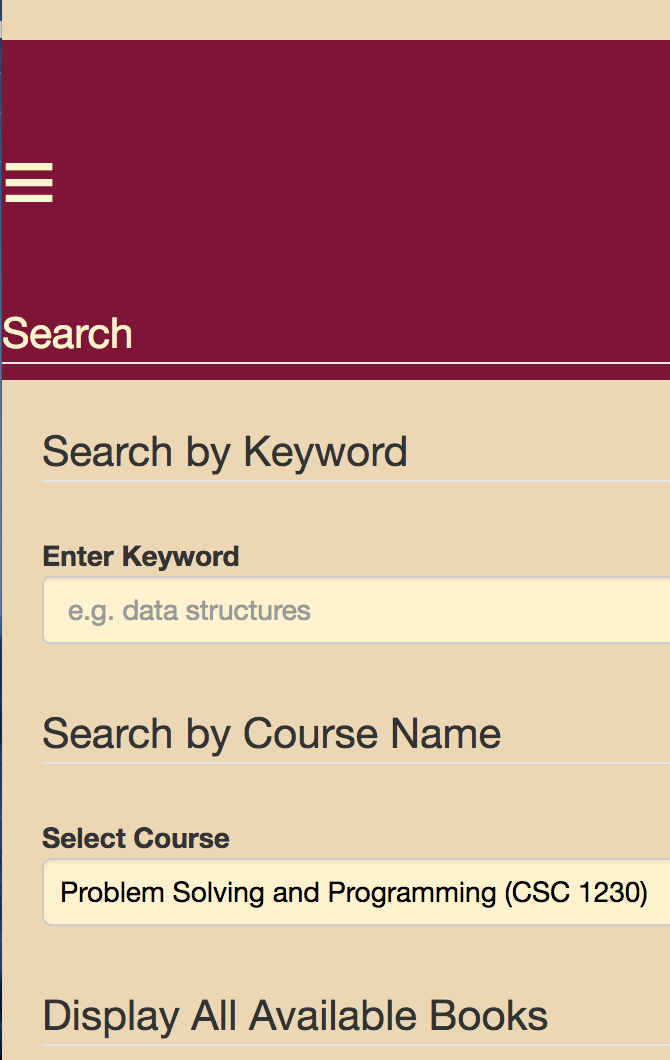 Search
Search by Keyword
Enter Keyword
e.g. data structures
Search by Course Name
Select Course
Problem Solving and Programming (CSC 1230)
Display All Available Books